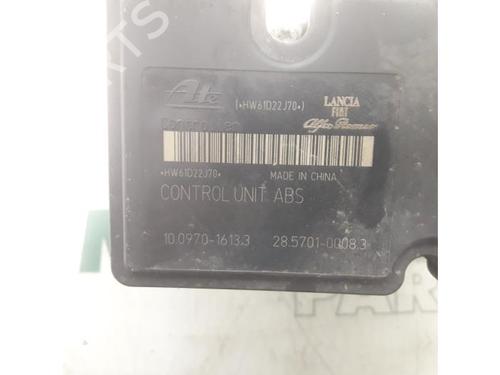 Ate
(•HW61D22J70•)
LANCIA
FIAT
Alfa Romeo
•HW61D22J70•
MADE IN CHINA
CONTROL UNIT ABS
10.0970-1613.3
28.5701-0008.3
PARTS